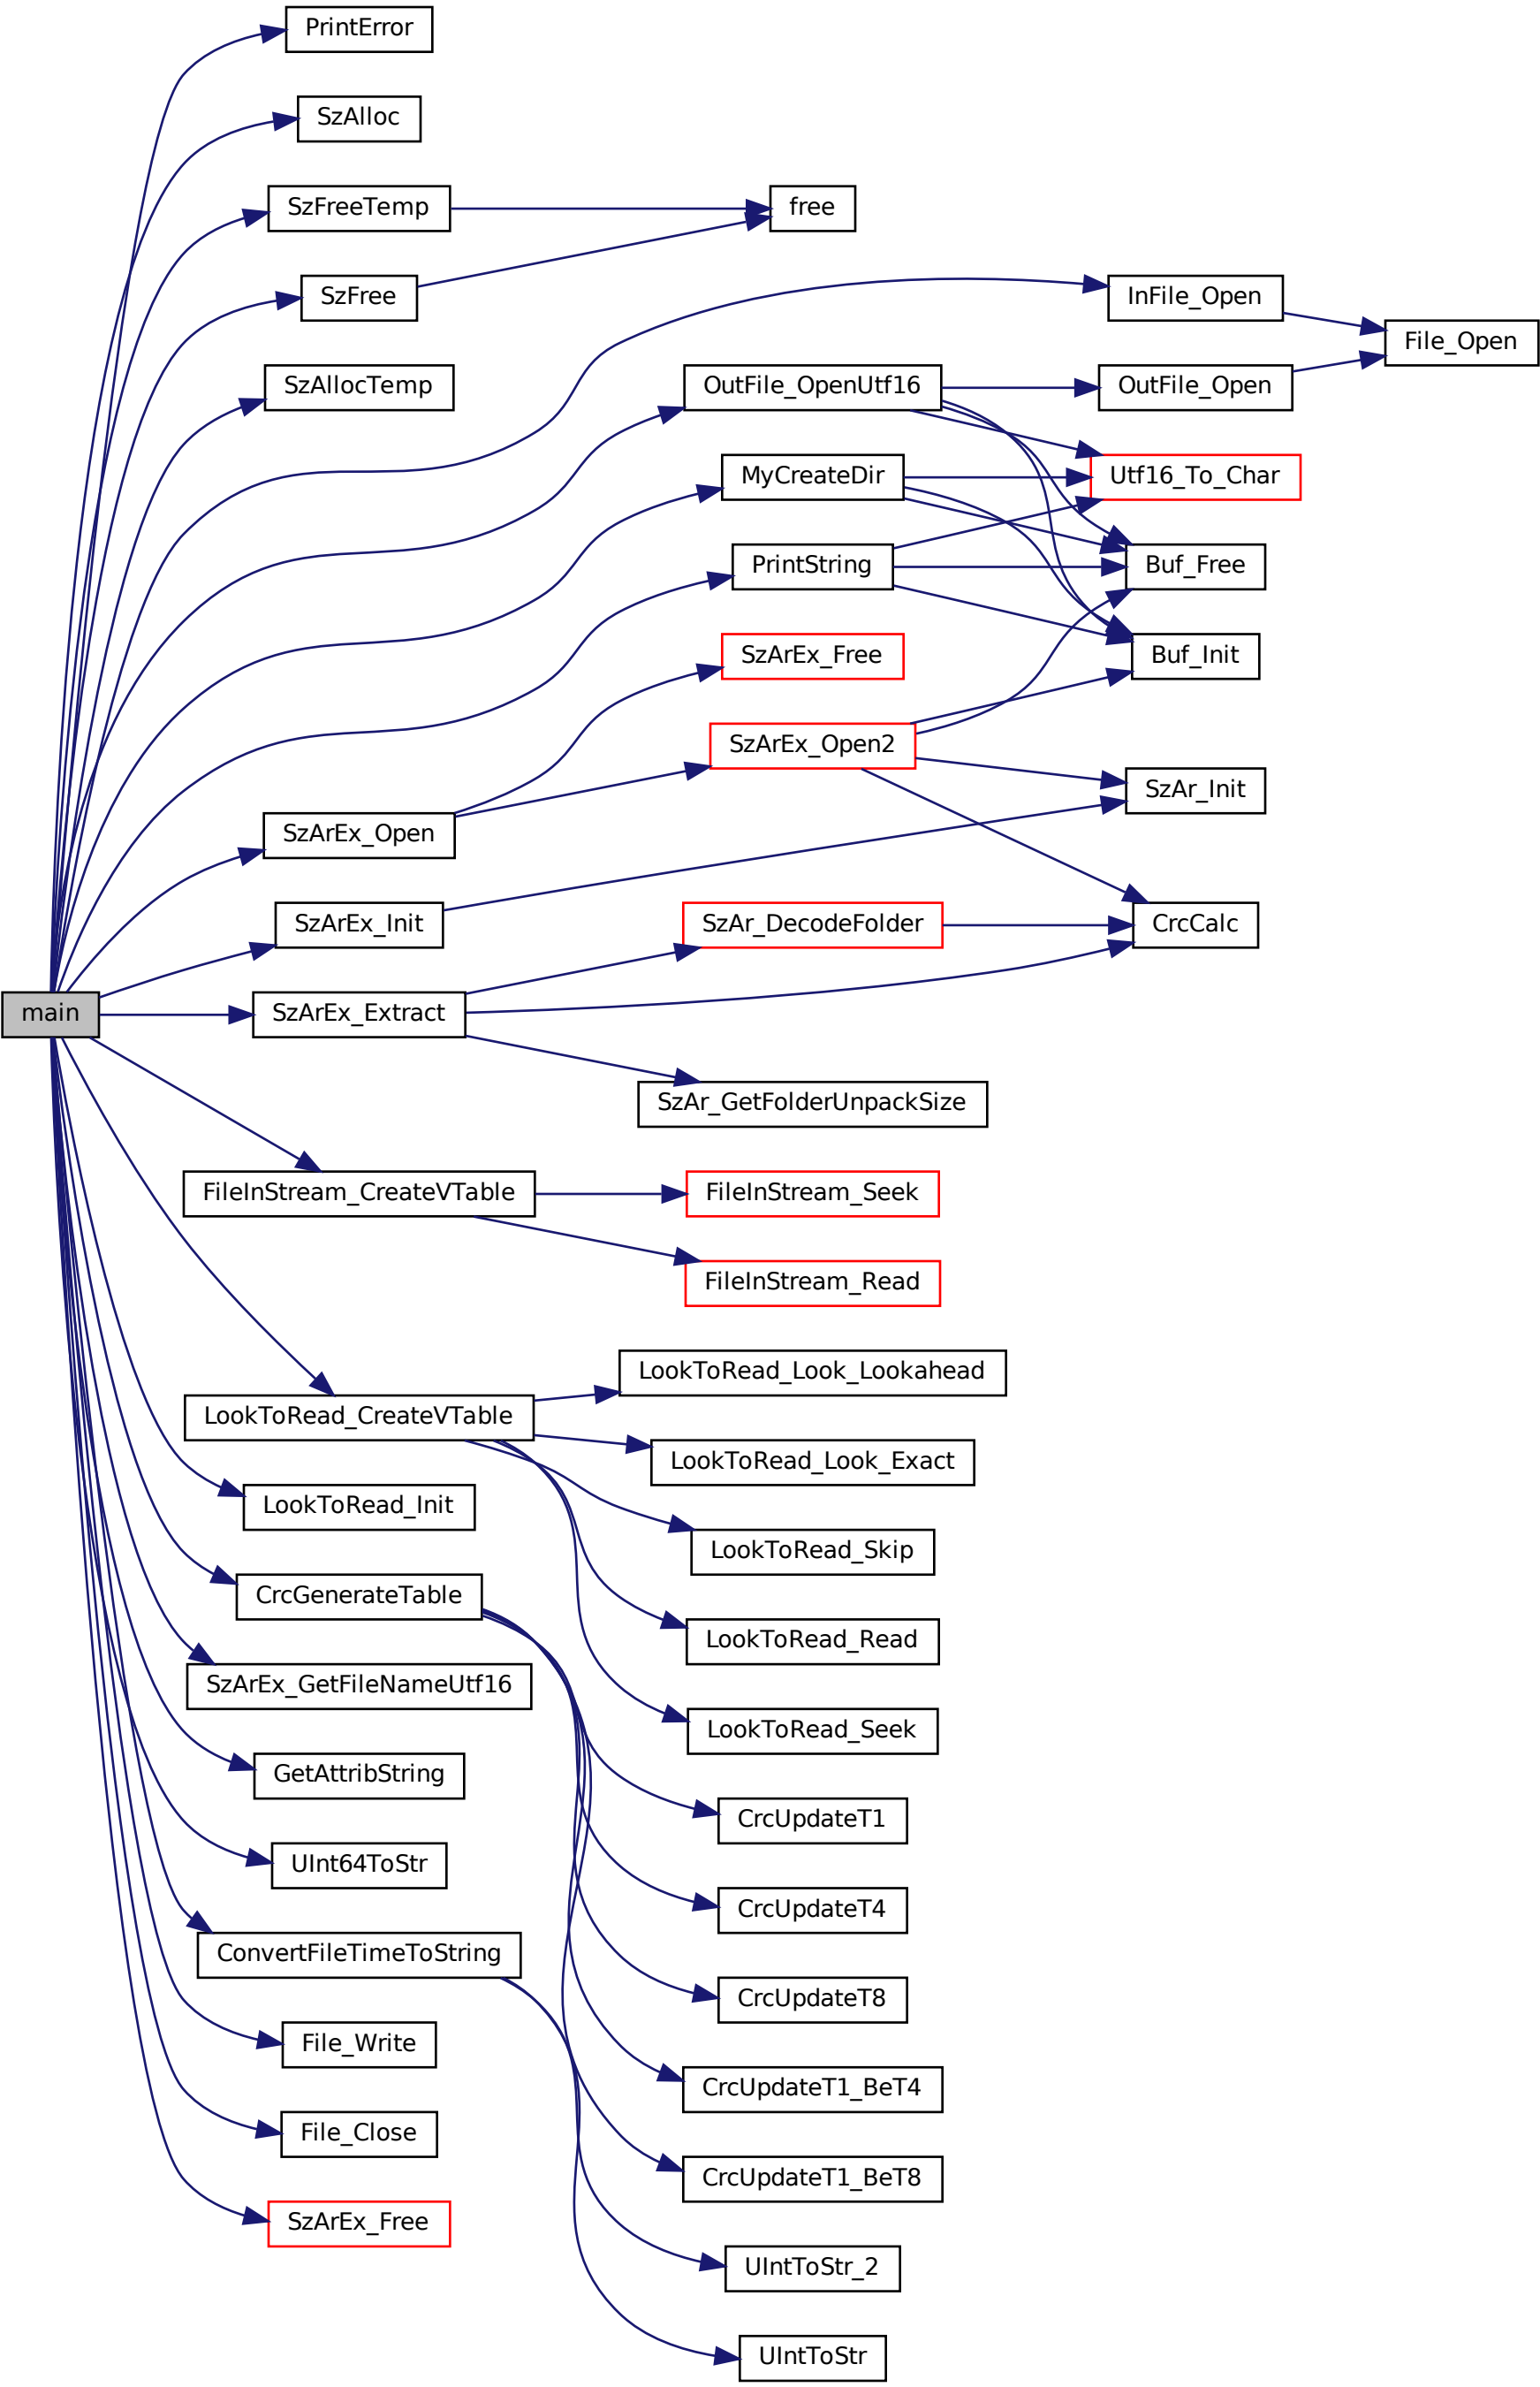 PrintError
SzAlloc
SzFreeTemp
free
SzFree
InFile_Open
File_Open
SzAllocTemp
OutFile_OpenUtf16
OutFile_Open
MyCreateDir
Utf16_To_Char
PrintString
Buf_Free
SzArEx_Free
Buf_Init
SzArEx_Open2
SzAr_Init
SzArEx_Open
SzArEx_Init
SzAr_DecodeFolder
CrcCalc
main
SzArEx_Extract
SzAr_GetFolderUnpackSize
FileInStream_CreateVTable
FileInStream_Seek
FileInStream_Read
LookToRead_Look_Lookahead
LookToRead_CreateVTable
LookToRead_Look_Exact
LookToRead_Init
LookToRead_Skip
CrcGenerateTable
LookToRead_Read
SzArEx_GetFileNameUtf16
LookToRead_Seek
GetAttribString
CrcUpdateT1
UInt64ToStr
CrcUpdateT4
ConvertFileTimeToString
CrcUpdateT8
File_Write
CrcUpdateT1_BeT4
File_Close
CrcUpdateT1_BeT8
SzArEx_Free
UIntToStr_2
UIntToStr